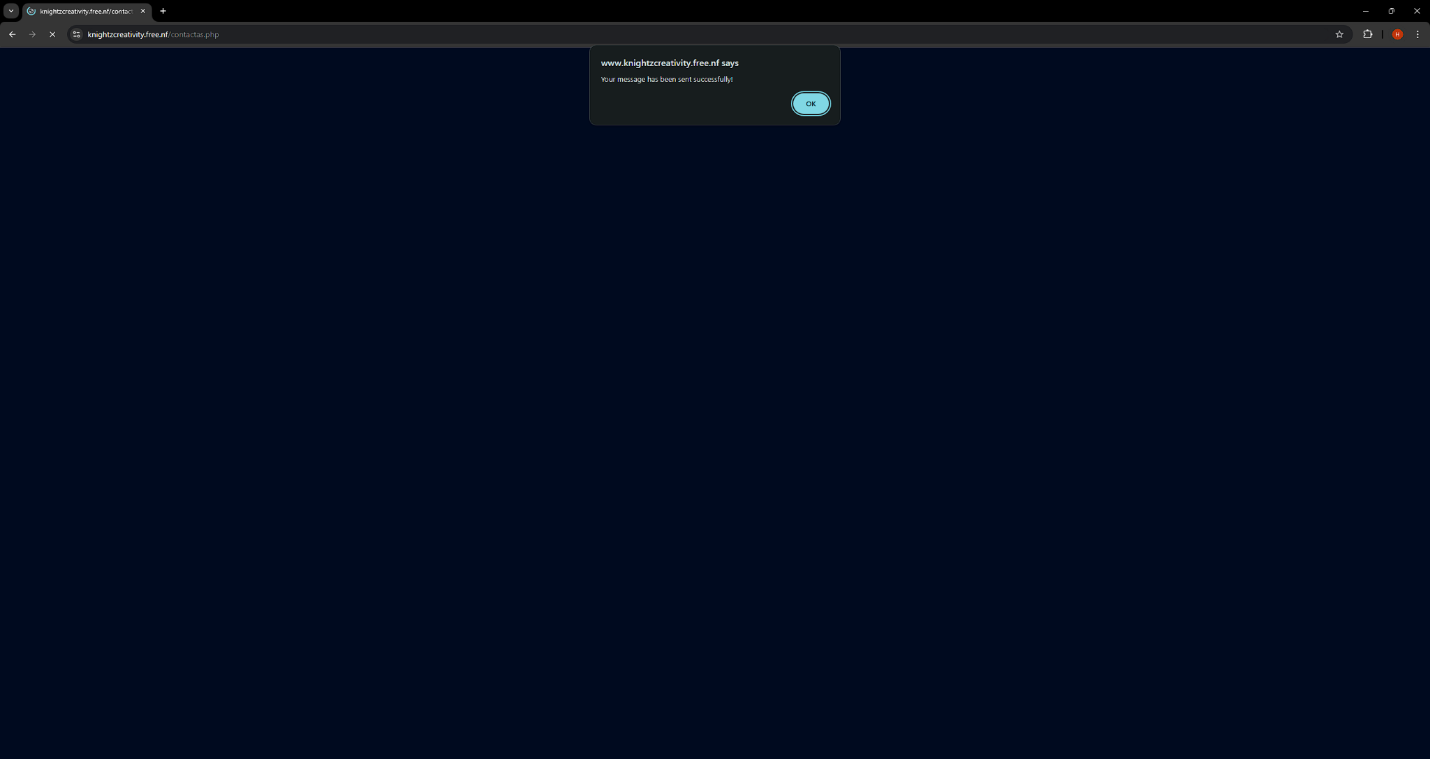 knightzcreativity.free.nf/contact
knightzcreativity.free.nf/contactas.php
H
www.knightzcreativity.free.nf says
Your message has been sent successfully!
OK